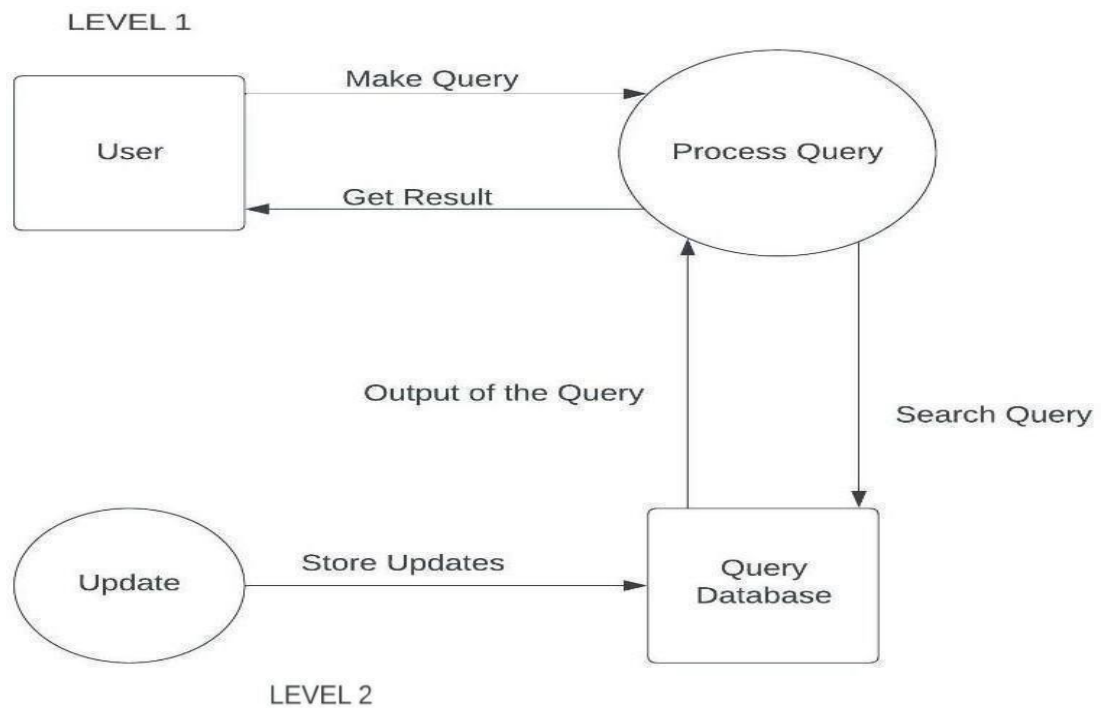 LEVEL 1
Make Query
User
Process Query
Get Result
Output of the Query
Search Query
Store Updates
Update
Query
Database
LEVEL 2